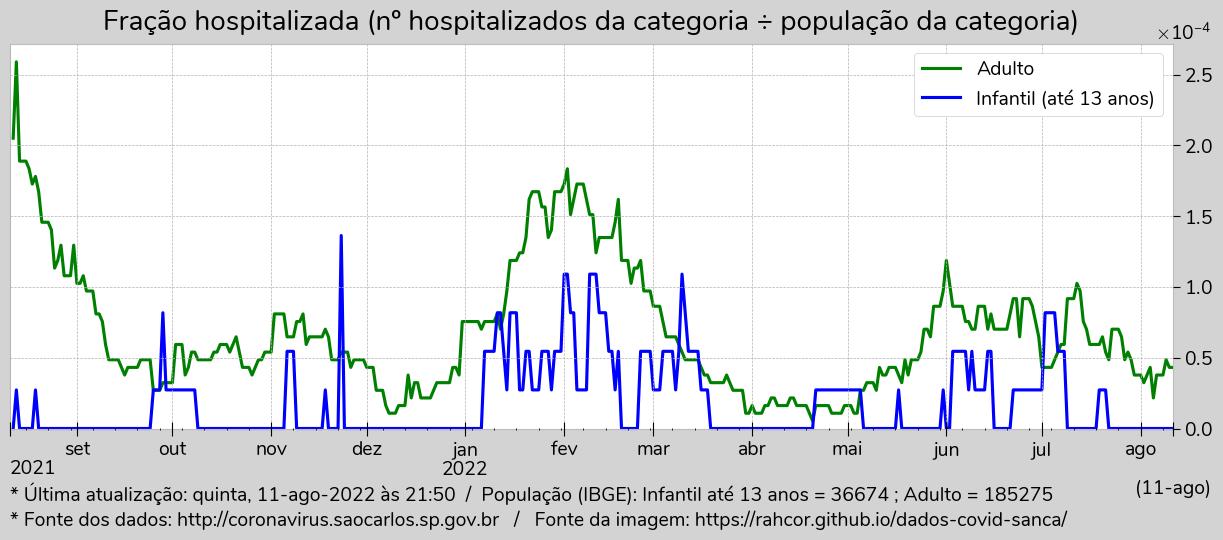 Fração hospitalizada (nº hospitalizados da categoria ÷ população da categoria)
×10⁻⁴
Adulto
Infantil (até 13 anos)
2.5
2.0
1.5
1.0
0.5
0.0
set out nov dez jan fev mar abr mai jun jul ago
2021 2022
(11-ago)
* Última atualização: quinta, 11-ago-2022 às 21:50 / População (IBGE): Infantil até 13 anos = 36674 ; Adulto = 185275
* Fonte dos dados: http://coronavirus.saocarlos.sp.gov.br / Fonte da imagem: https://rahcor.github.io/dados-covid-sanca/